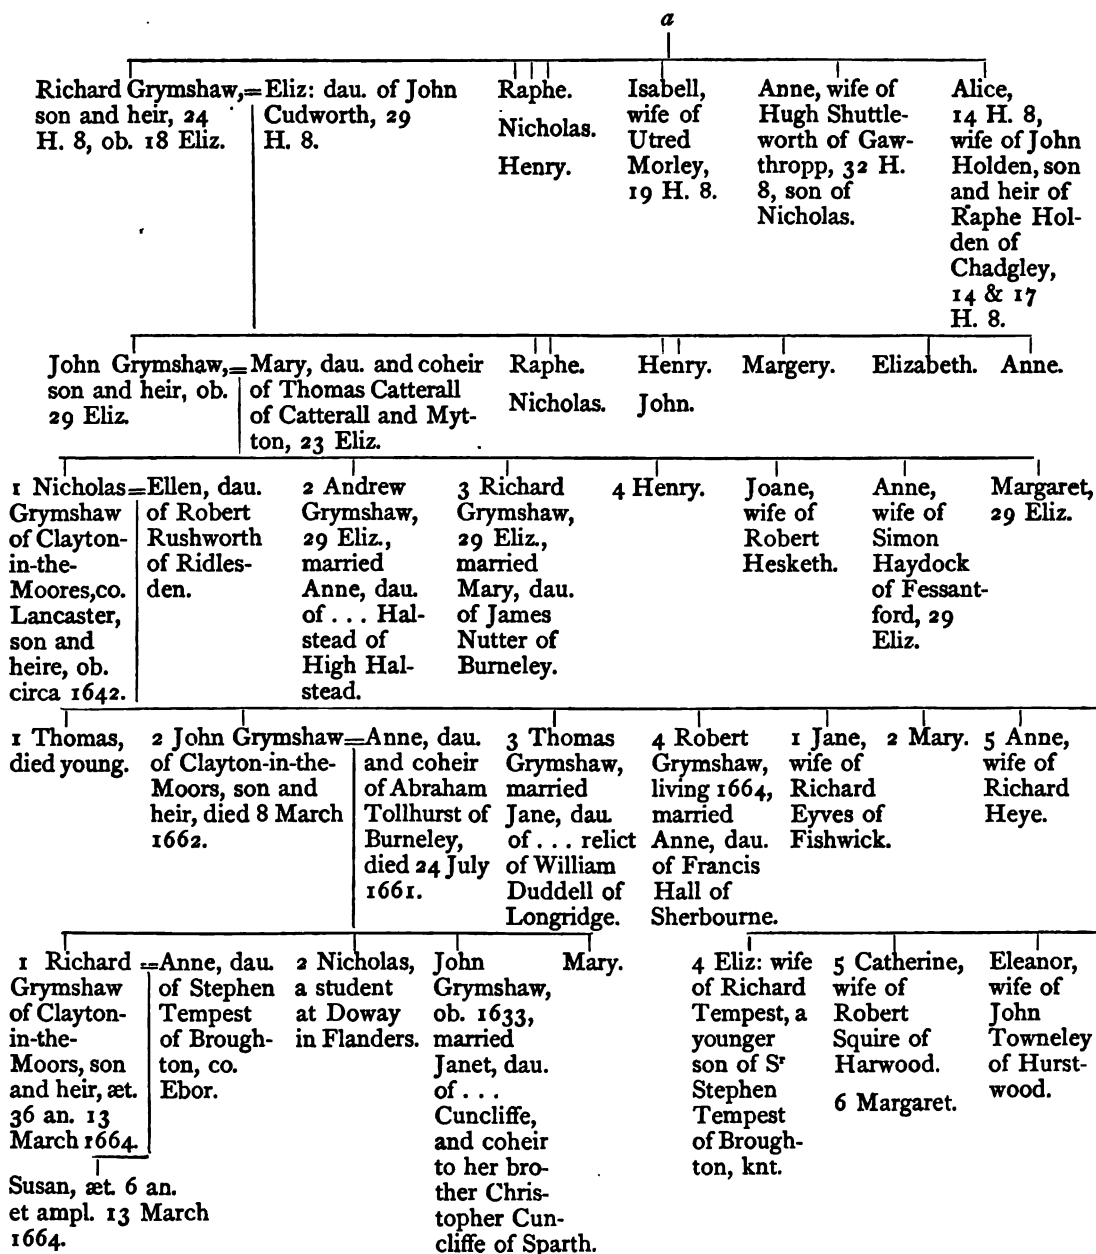 a
Richard Grymshaw,=
son and heir, 24
H. 8, ob. 18 Eliz.
Eliz: dau. of John
Cudworth, 29
H. 8.
Raphe.
Nicholas.
Henry.
Isabell,
wife of
Utred
Morley,
19 H. 8.
Anne, wife of
Hugh Shuttle-
worth of Gaw-
thropp, 32 H.
8, son of
Nicholas.
Alice,
14 H. 8,
wife of John
Holden, son
and heir of
Raphe Hol-
den of
Chadgley,
14 & 17
H. 8.
John Grymshaw,=
son and heir, ob.
29 Eliz.
Mary, dau. and coheir
of Thomas Catterall
of Catterall and Myt-
ton, 23 Eliz.
Raphe.
Nicholas.
Henry.
John.
Margery.
Elizabeth.
Anne.
1 Nicholas=
Grymshaw
of Clayton-
in-the-
Moores,co.
Lancaster,
son and
heire, ob.
circa 1642.
Ellen, dau.
of Robert
Rushworth
of Ridles-
den.
2 Andrew
Grymshaw,
29 Eliz.,
married
Anne, dau.
of ... Hal-
stead of
High Hal-
stead.
3 Richard
Grymshaw,
29 Eliz.,
married
Mary, dau.
of James
Nutter of
Burneley.
4 Henry.
Joane,
wife of
Robert
Hesketh.
Anne,
wife of
Simon
Haydock
of Fessant-
ford, 29
Eliz.
Margaret,
29 Eliz.
1 Thomas,
died young.
2 John Grymshaw=
of Clayton-in-the-
Moors, son and
heir, died 8 March
1662.
Anne, dau.
and coheir
of Abraham
Tollhurst of
Burneley,
died 24 July
1661.
3 Thomas
Grymshaw,
married
Jane, dau.
of ... relict
of William
Duddell of
Longridge.
4 Robert
Grymshaw,
living 1664,
married
Anne, dau.
of Francis
Hall of
Sherbourne.
1 Jane,
wife of
Richard
Eyves of
Fishwick.
2 Mary.
5 Anne,
wife of
Richard
Heye.
1 Richard=
Grymshaw
of Clayton-
in-the-
Moors, son
and heir, æt.
36 an. 13
March 1664.
Anne, dau.
of Stephen
Tempest
of Brough-
ton, co.
Ebor.
2 Nicholas,
a student
at Doway
in Flanders.
John
Grymshaw,
ob. 1633,
married
Janet, dau.
of ...
Cuncliffe,
and coheir
to her bro-
ther Chris-
topher Cun-
cliffe of Sparth.
Mary.
4 Eliz: wife
of Richard
Tempest, a
younger
son of Sr
Stephen
Tempest
of Brough-
ton, knt.
5 Catherine,
wife of
Robert
Squire of
Harwood.
6 Margaret.
Eleanor,
wife of
John
Towneley
of Hurst-
wood.
Susan, æt. 6 an.
et ampl. 13 March
1664.